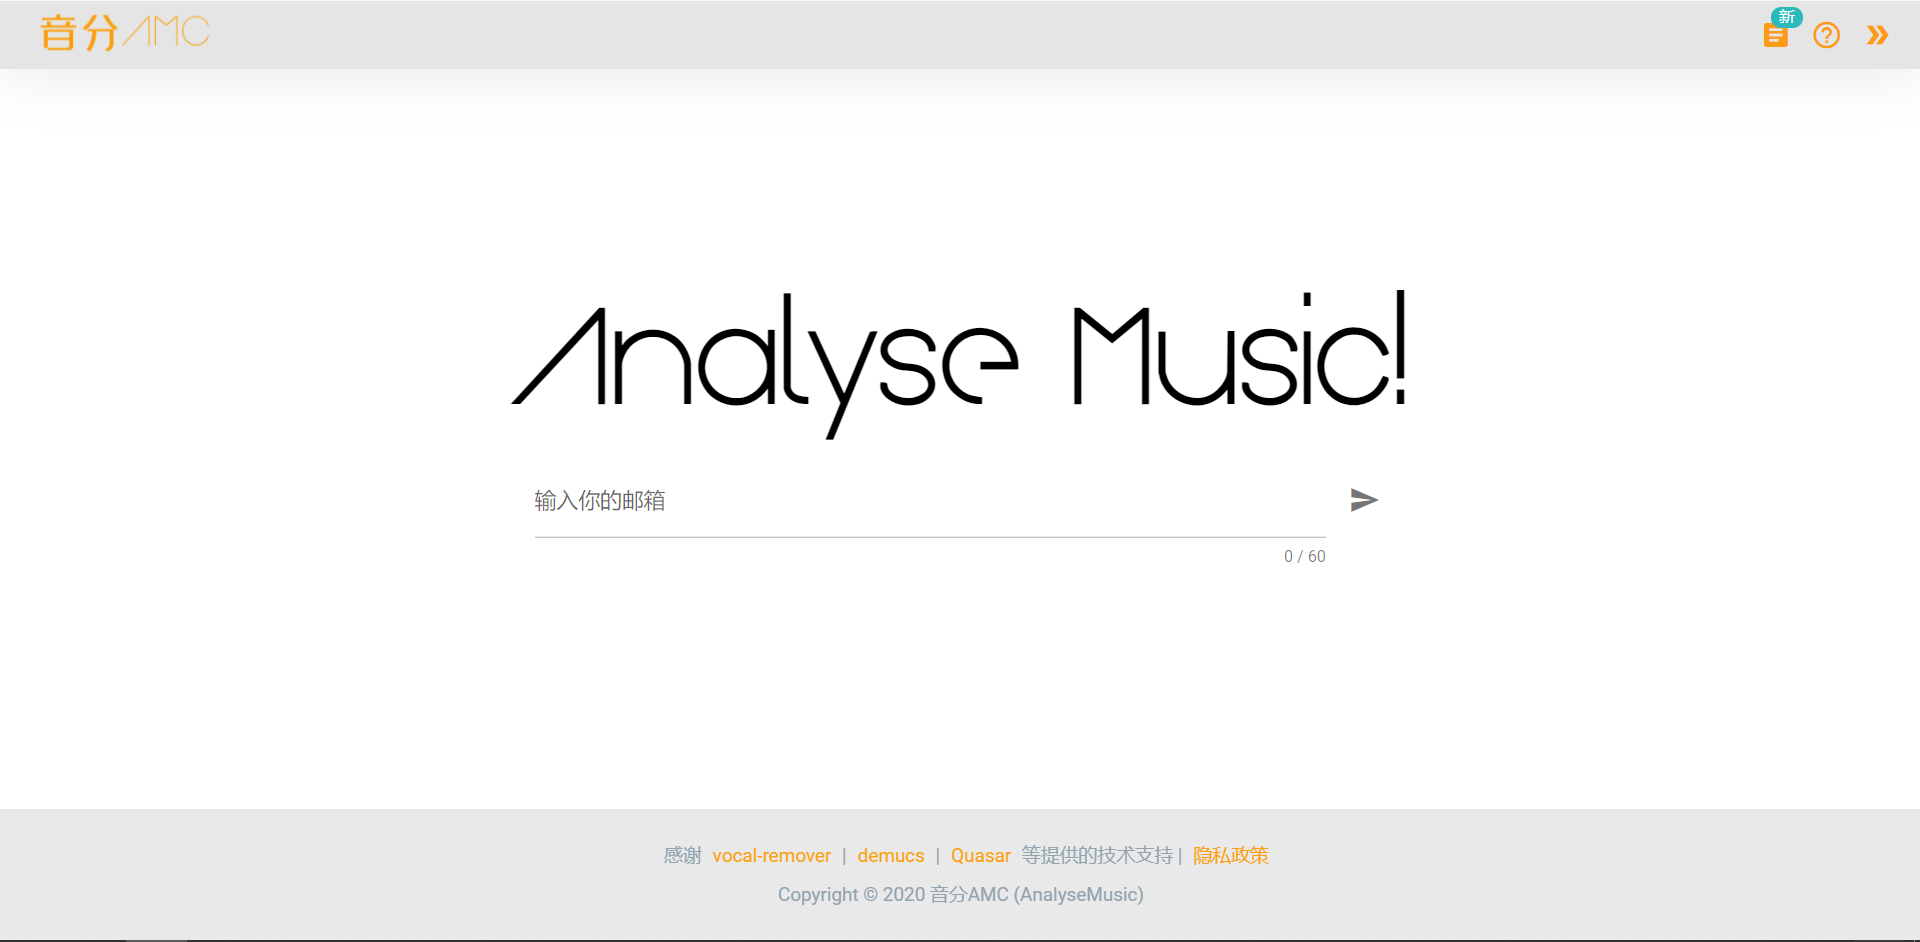 音分AMC
新
Analyse Music!
输入你的邮箱
0 / 60
感谢 vocal-remover | demucs | Quasar 等提供的技术支持 | 隐私政策
Copyright © 2020 音分AMC (AnalyseMusic)